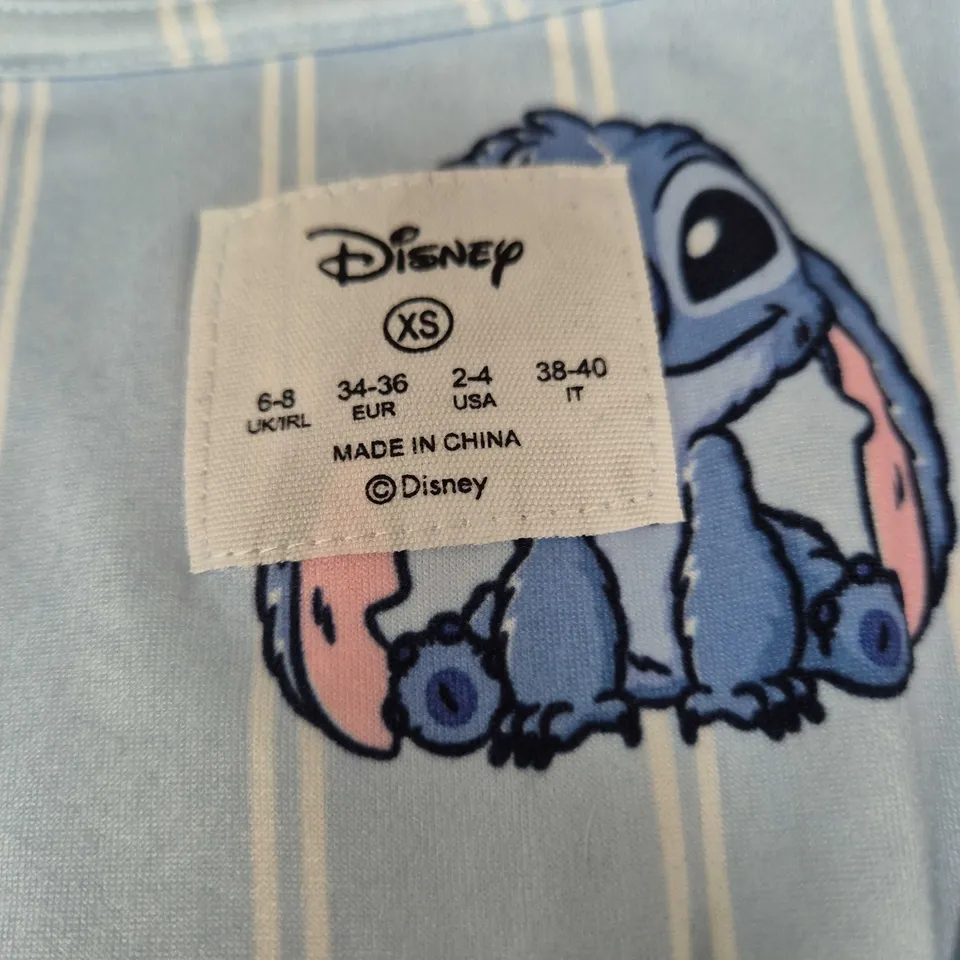 Disney
XS
6-8 34-36 2-4 38-40
UK/IRL EUR USA IT
MADE IN CHINA
©Disney